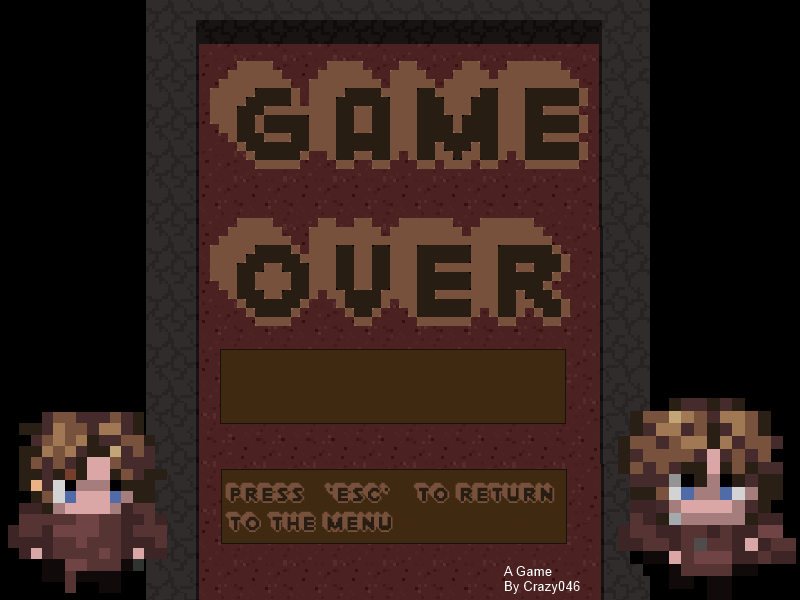 GAME
OVER
PRESS 'ESC' TO RETURN
TO THE MENU
A Game
By Crazy046